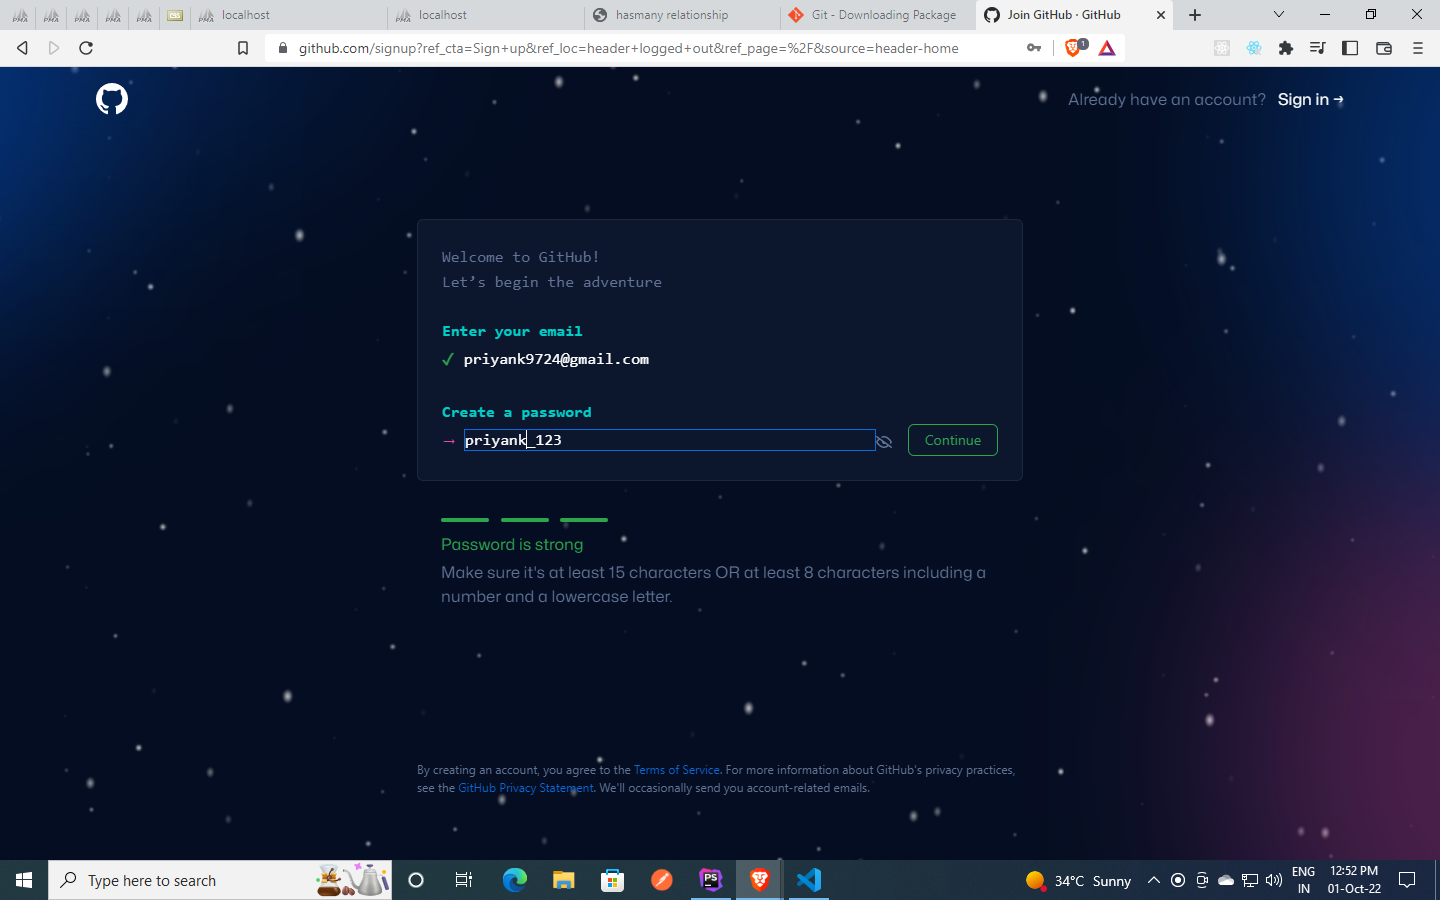 localhost
localhost
hasmany relationship
Git - Downloading Package
Join GitHub · GitHub
github.com/signup?ref_cta=Sign+up&ref_loc=header+logged+out&ref_page=%2F&source=header-home
1
Already have an account? Sign in →
Welcome to GitHub!
Let’s begin the adventure
Enter your email
✓ priyank9724@gmail.com
Create a password
→ priyank_123
Continue
Password is strong
Make sure it's at least 15 characters OR at least 8 characters including a
number and a lowercase letter.
By creating an account, you agree to the Terms of Service. For more information about GitHub's privacy practices,
see the GitHub Privacy Statement. We'll occasionally send you account-related emails.
Type here to search
PS
34°C Sunny
ENG
IN
12:52 PM
01-Oct-22